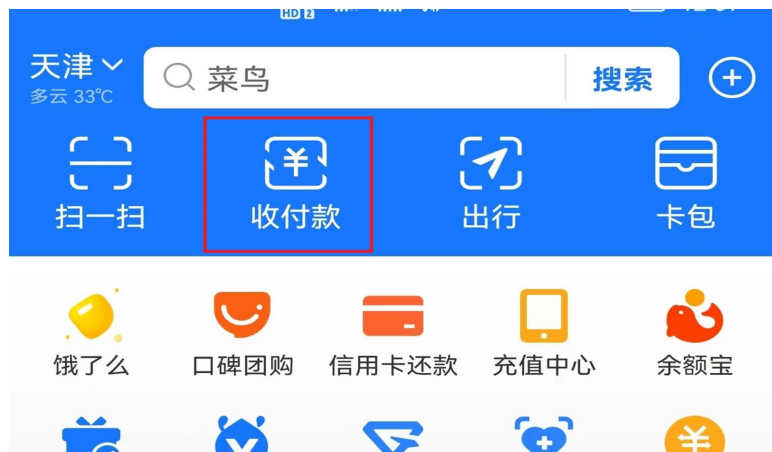 HD 2
天津
菜鸟
搜索
多云 33℃
扫一扫
收付款
出行
卡包
饿了么
口碑团购
信用卡还款
充值中心
余额宝